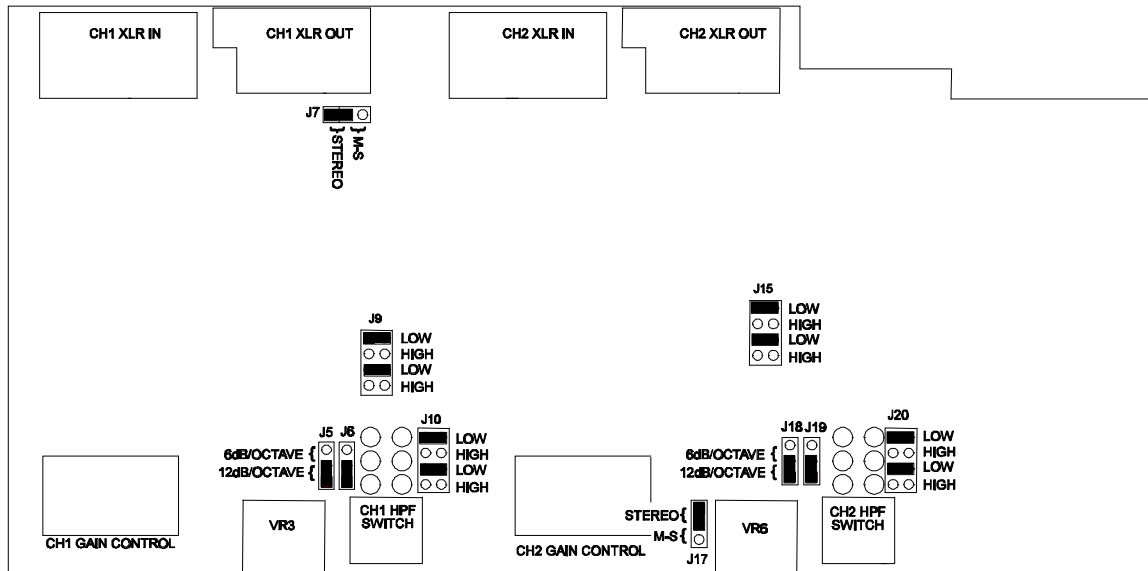 CH1 XLR IN
CH1 XLR OUT
CH2 XLR IN
CH2 XLR OUT
J7
} STEREO
} M-S
J15
LOW
HIGH
LOW
HIGH
J9
LOW
HIGH
LOW
HIGH
J5
J6
J10
6dB/OCTAVE {
12dB/OCTAVE {
LOW
HIGH
LOW
HIGH
J18
J19
J20
6dB/OCTAVE {
12dB/OCTAVE {
LOW
HIGH
LOW
HIGH
CH1 GAIN CONTROL
VR3
CH1 HPF
SWITCH
CH2 GAIN CONTROL
STEREO {
M-S {
J17
VR6
CH2 HPF
SWITCH